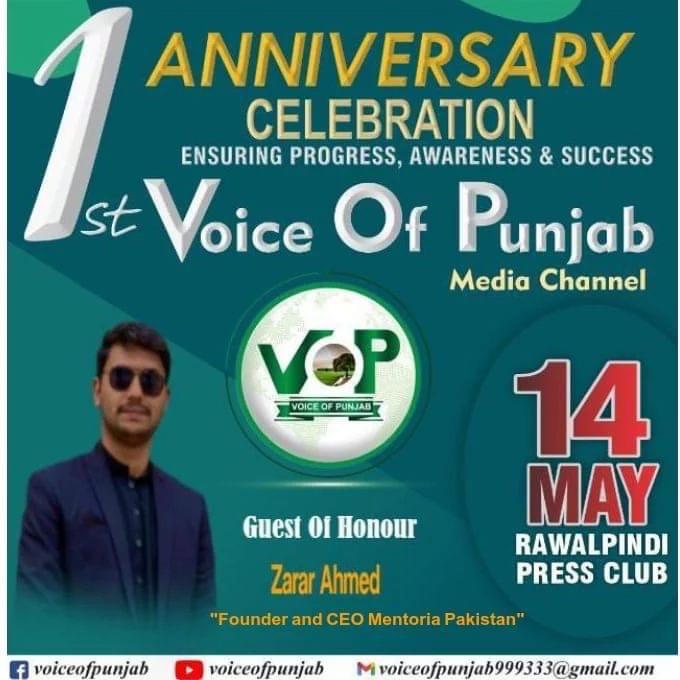 1st
ANNIVERSARY
CELEBRATION
ENSURING PROGRESS, AWARENESS & SUCCESS
Voice Of Punjab
Media Channel
VOP
VOICE OF PUNJAB
14
MAY
RAWALPINDI
PRESS CLUB
Guest Of Honour
Zarar Ahmed
"Founder and CEO Mentoria Pakistan"
f voiceofpunjab voiceofpunjab voiceofpunjab999333@gmail.com